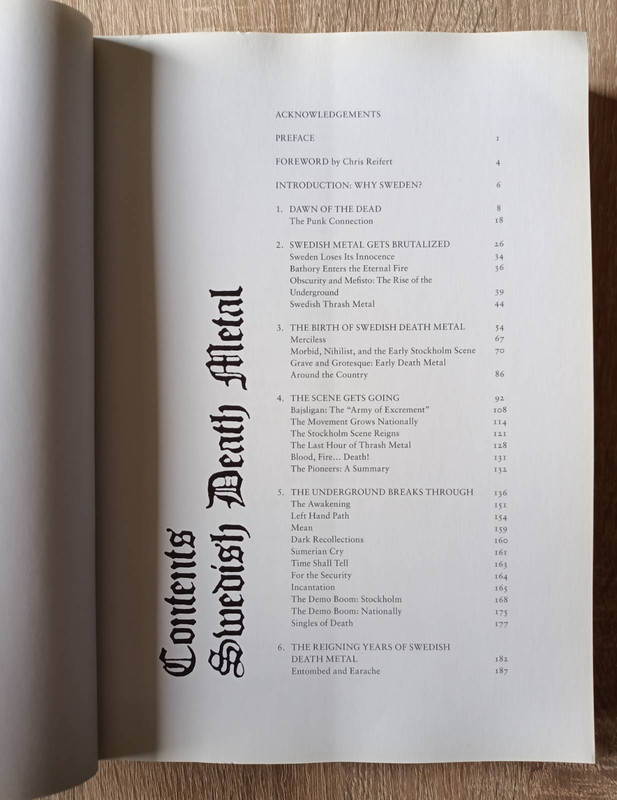 Contents
Swedish Death Metal
ACKNOWLEDGEMENTS
PREFACE 1
FOREWORD by Chris Reifert 4
INTRODUCTION: WHY SWEDEN? 6
1. DAWN OF THE DEAD 8
The Punk Connection 18
2. SWEDISH METAL GETS BRUTALIZED 26
Sweden Loses Its Innocence 34
Bathory Enters the Eternal Fire 36
Obscurity and Mefisto: The Rise of the
Underground 39
Swedish Thrash Metal 44
3. THE BIRTH OF SWEDISH DEATH METAL 54
Merciless 67
Morbid, Nihilist, and the Early Stockholm Scene 70
Grave and Grotesque: Early Death Metal
Around the Country 86
4. THE SCENE GETS GOING 92
Bajsligan: The “Army of Excrement” 108
The Movement Grows Nationally 114
The Stockholm Scene Reigns 121
The Last Hour of Thrash Metal 128
Blood, Fire… Death! 131
The Pioneers: A Summary 132
5. THE UNDERGROUND BREAKS THROUGH 136
The Awakening 151
Left Hand Path 154
Mean 159
Dark Recollections 160
Sumerian Cry 161
Time Shall Tell 163
For the Security 164
Incantation 165
The Demo Boom: Stockholm 168
The Demo Boom: Nationally 175
Singles of Death 177
6. THE REIGNING YEARS OF SWEDISH
DEATH METAL 182
Entombed and Earache 187